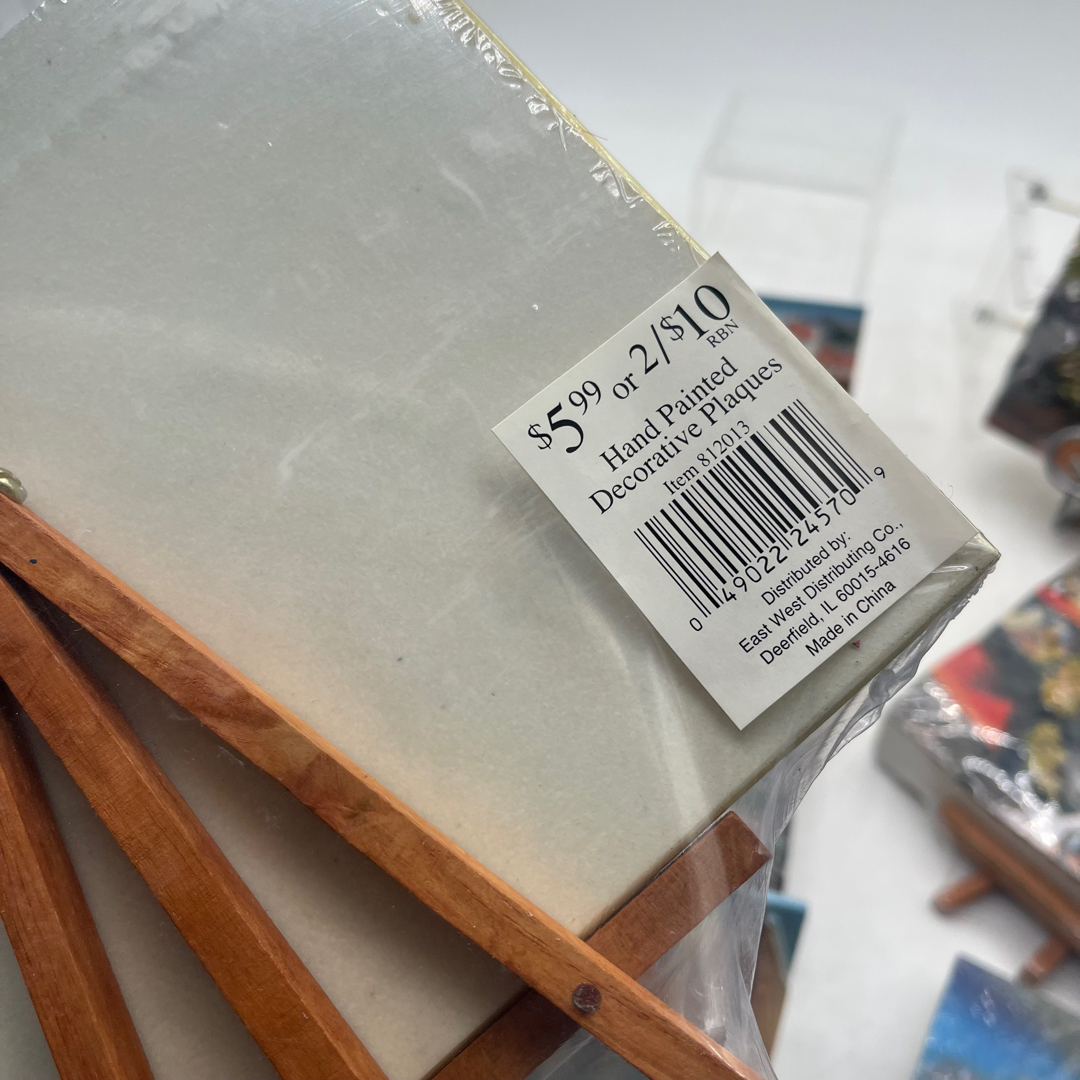 $5.99 or 2/$10
RBN
Hand Painted
Decorative Plaques
Item 812013
0 49022 24570 9
Distributed by:
East West Distributing Co.,
Deerfield, IL 60015-4616
Made in China